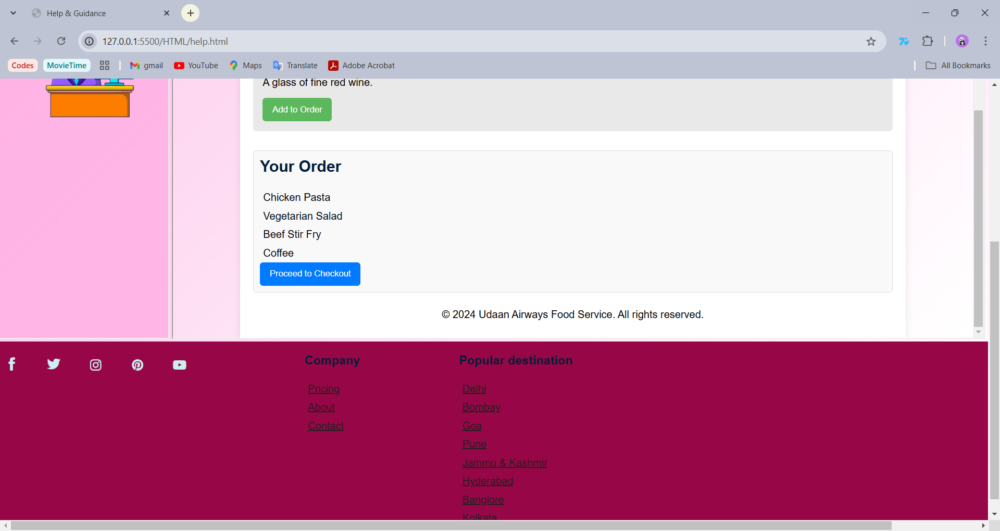 Help & Guidance
127.0.0.1:5500/HTML/help.html
Codes MovieTime gmail YouTube Maps Translate Adobe Acrobat All Bookmarks
A glass of fine red wine.
Add to Order
Your Order
Chicken Pasta
Vegetarian Salad
Beef Stir Fry
Coffee
Proceed to Checkout
© 2024 Udaan Airways Food Service. All rights reserved.
Company
Pricing
About
Contact
Popular destination
Delhi
Bombay
Goa
Pune
Jammu & Kashmir
Hyderabad
Banglore
Kolkata